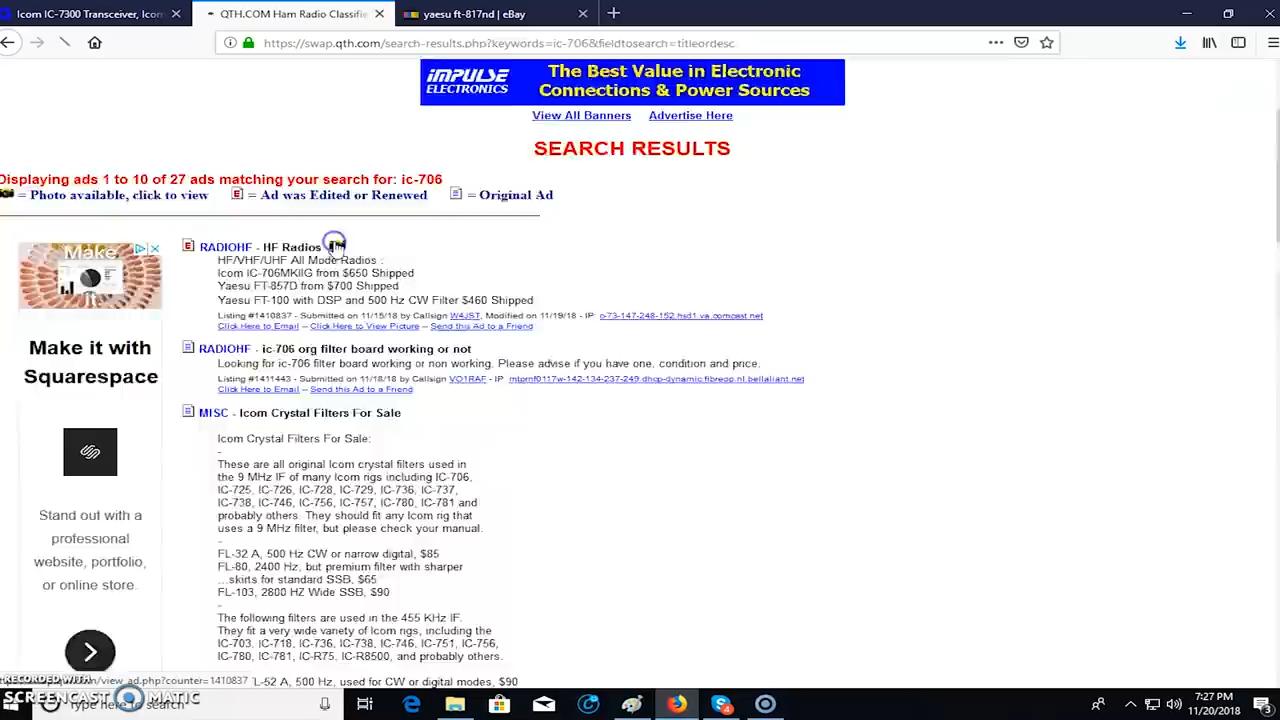 Icom IC-7300 Transceiver, Icom
QTH.COM Ham Radio Classifie
yaesu ft-817nd | eBay
https://swap.qth.com/search-results.php?keywords=ic-706&fieldtosearch=titleordesc
IMPULSE ELECTRONICS
The Best Value in Electronic
Connections & Power Sources
View All Banners Advertise Here
SEARCH RESULTS
Displaying ads 1 to 10 of 27 ads matching your search for: ic-706
= Photo available, click to view E = Ad was Edited or Renewed = Original Ad
RADIOHF - HF Radios
HF/VHF/UHF All Mode Radios :
Icom IC-706MKIIG from $650 Shipped
Yaesu FT-857D from $700 Shipped
Yaesu FT-100 with DSP and 500 Hz CW Filter $460 Shipped
Listing #1410837 - Submitted on 11/15/18 by Callsign W4JST, Modified on 11/19/18 - IP: c-73-147-248-152.hsd1.va.comcast.net
Click Here to Email -- Click Here to View Picture -- Send this Ad to a Friend
RADIOHF - ic-706 org filter board working or not
Looking for ic-706 filter board working or non working. Please advise if you have one, condition and price.
Listing #1411443 - Submitted on 11/18/18 by Callsign VO1RAF - IP:
Click Here to Email -- Send this Ad to a Friend
MISC - Icom Crystal Filters For Sale
Icom Crystal Filters For Sale:
-
These are all original Icom crystal filters used in
the 9 MHz IF of many Icom rigs including IC-706,
IC-725, IC-726, IC-728, IC-729, IC-736, IC-737,
IC-738, IC-746, IC-756, IC-757, IC-780, IC-781 and
probably others. They should fit any Icom rig that
uses a 9 MHz filter, but please check your manual.
-
FL-32 A, 500 Hz CW or narrow digital, $85
FL-80, 2400 Hz, but premium filter with sharper
...skirts for standard SSB, $65
FL-103, 2800 HZ Wide SSB, $90
-
The following filters are used in the 455 KHz IF.
They fit a very wide variety of Icom rigs, including the
IC-703, IC-718, IC-736, IC-738, IC-746, IC-751, IC-756,
IC-780, IC-781, IC-R75, IC-R8500, and probably others.
L-52 A, 500 Hz, used for CW or digital modes, $90
Make it
Make it with
Squarespace
Stand out with a
professional
website, portfolio,
or online store.
/view_ad.php?counter=1410837
RECORDED WITH
SCREENCAST MATIC
Type here to search
7:27 PM
11/20/2018